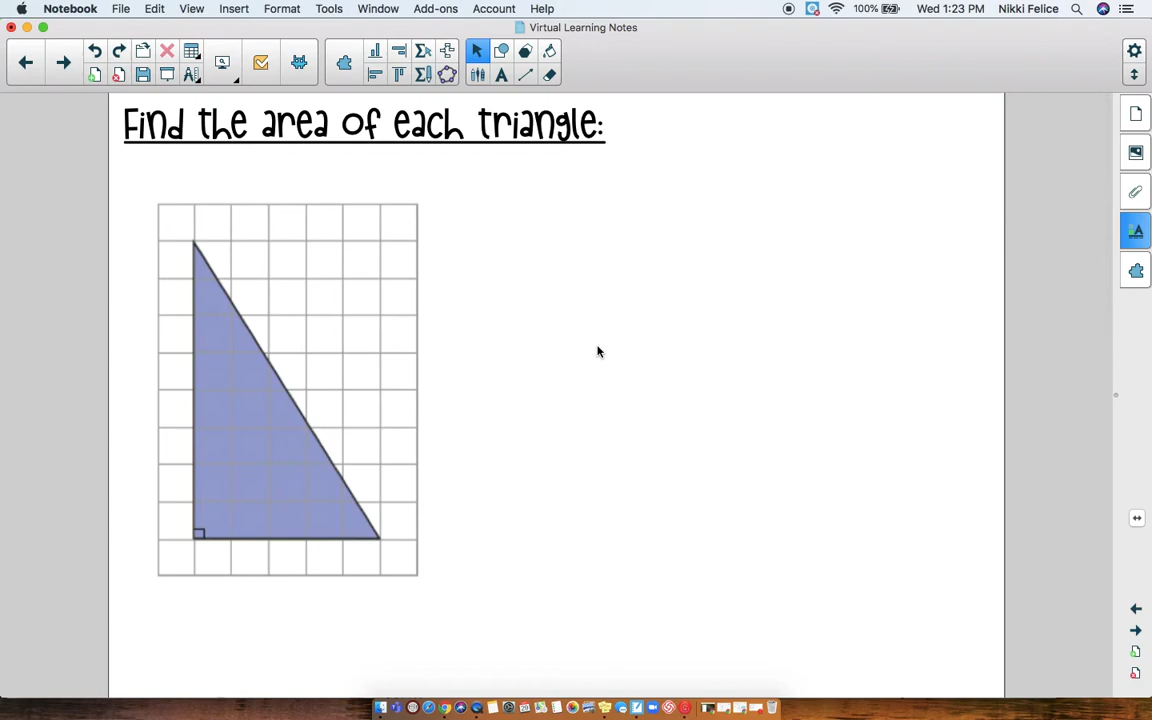 Notebook File Edit View Insert Format Tools Window Add-ons Account Help 100% Wed 1:23 PM Nikki Felice
Virtual Learning Notes
Find the area of each triangle: